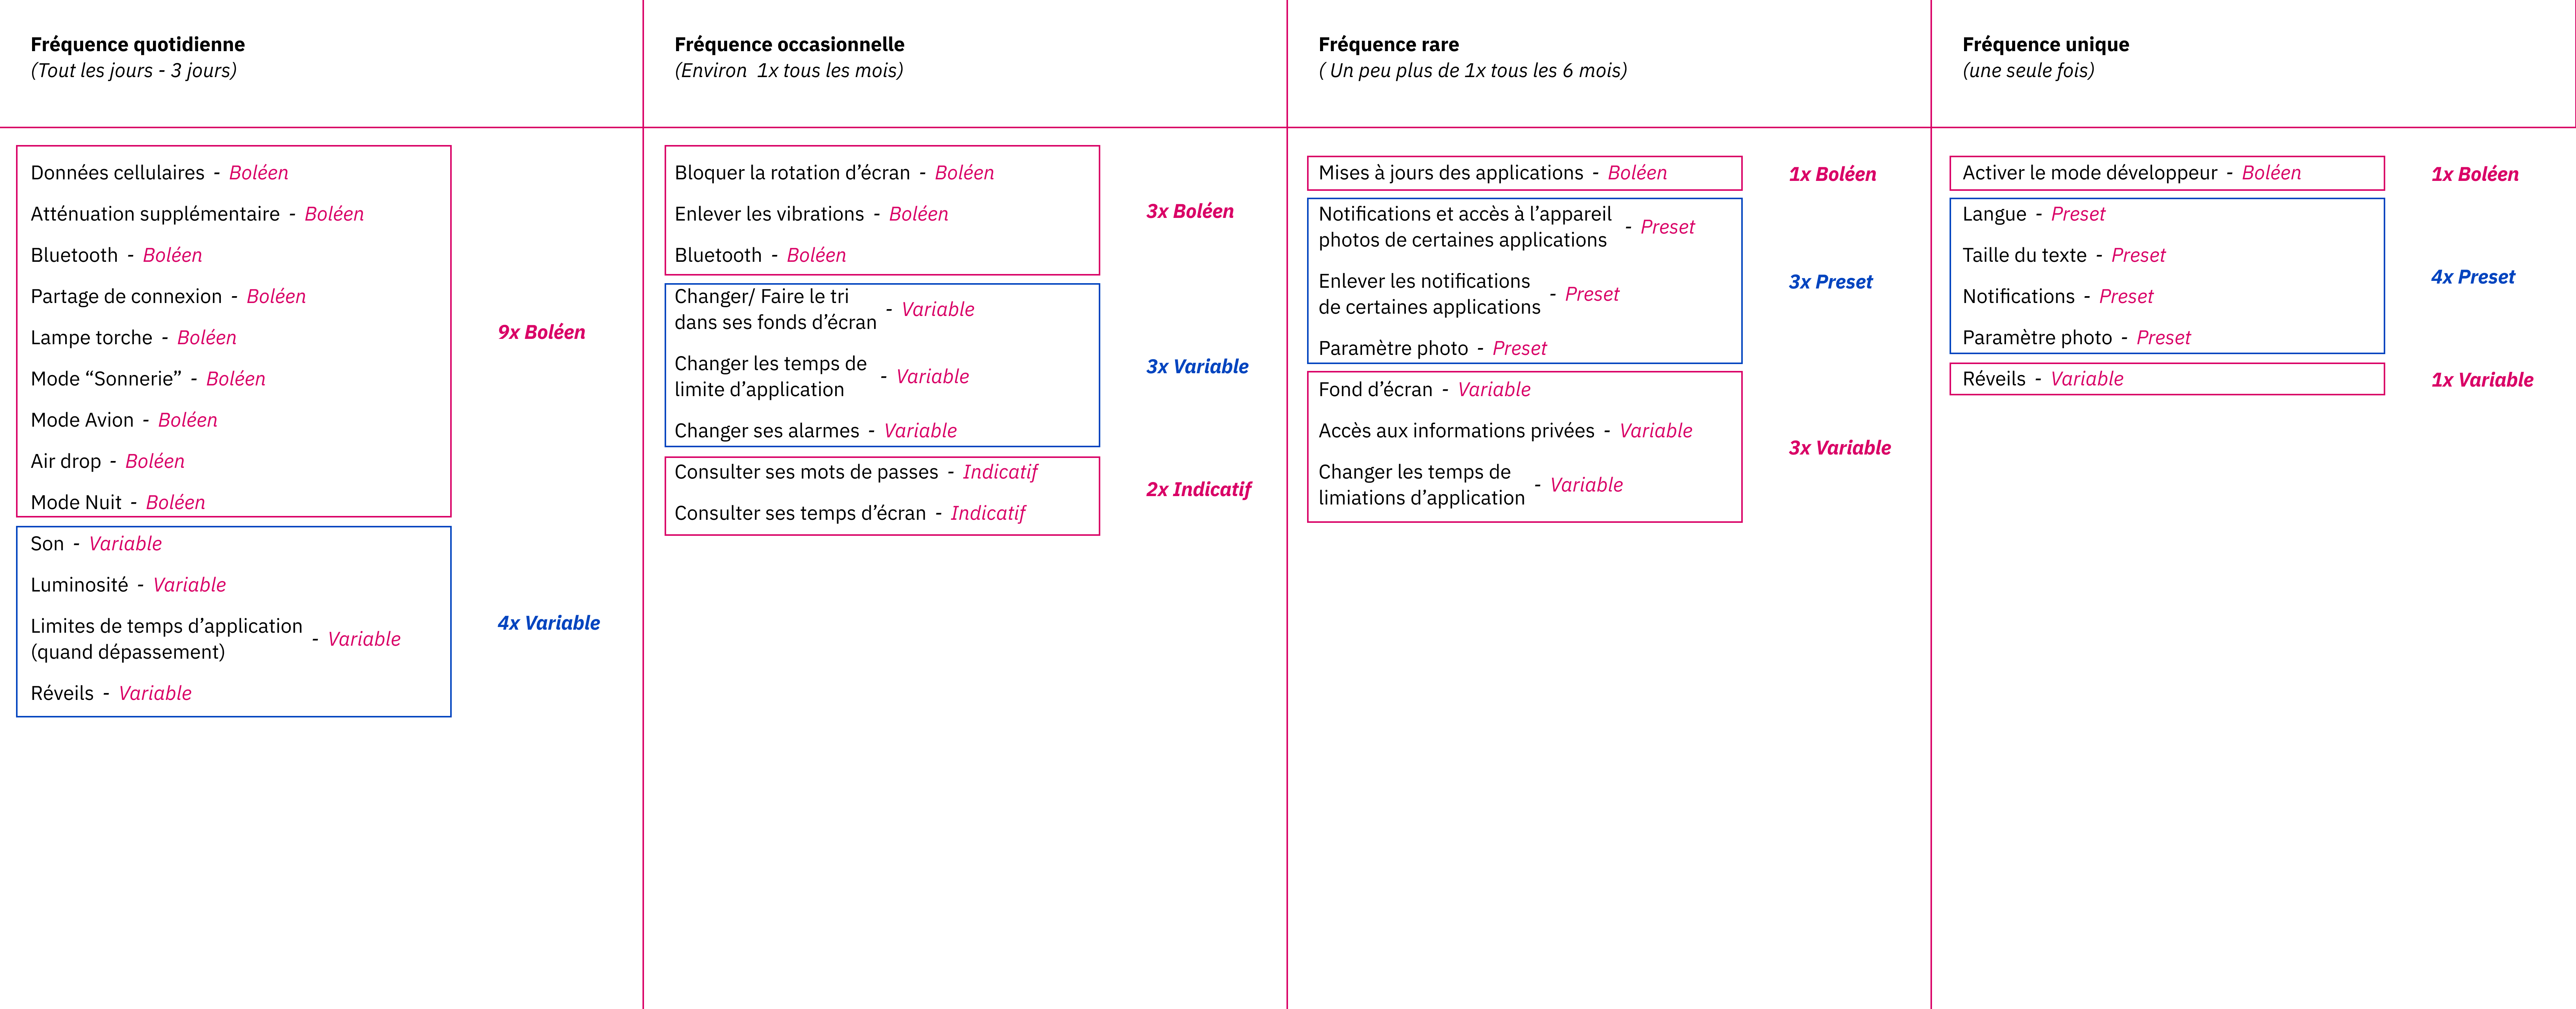 Fréquence quotidienne
(Tout les jours - 3 jours)
Données cellulaires - Boléen
Atténuation supplémentaire - Boléen
Bluetooth - Boléen
Partage de connexion - Boléen
Lampe torche - Boléen
Mode “Sonnerie” - Boléen
Mode Avion - Boléen
Air drop - Boléen
Mode Nuit - Boléen
9x Boléen
Son - Variable
Luminosité - Variable
Limites de temps d’application
(quand dépassement)
- Variable
Réveils - Variable
4x Variable
Fréquence occasionnelle
(Environ 1x tous les mois)
Bloquer la rotation d’écran - Boléen
Enlever les vibrations - Boléen
Bluetooth - Boléen
3x Boléen
Changer/ Faire le tri
dans ses fonds d’écran
- Variable
Changer les temps de
limite d’application
- Variable
Changer ses alarmes - Variable
3x Variable
Consulter ses mots de passes - Indicatif
Consulter ses temps d’écran - Indicatif
2x Indicatif
Fréquence rare
( Un peu plus de 1x tous les 6 mois)
Mises à jours des applications - Boléen
1x Boléen
Notifications et accès à l’appareil
photos de certaines applications
- Preset
Enlever les notifications
de certaines applications
- Preset
Paramètre photo - Preset
3x Preset
Fond d’écran - Variable
Accès aux informations privées - Variable
Changer les temps de
limiations d’application
- Variable
3x Variable
Fréquence unique
(une seule fois)
Activer le mode développeur - Boléen
1x Boléen
Langue - Preset
Taille du texte - Preset
Notifications - Preset
Paramètre photo - Preset
4x Preset
Réveils - Variable
1x Variable